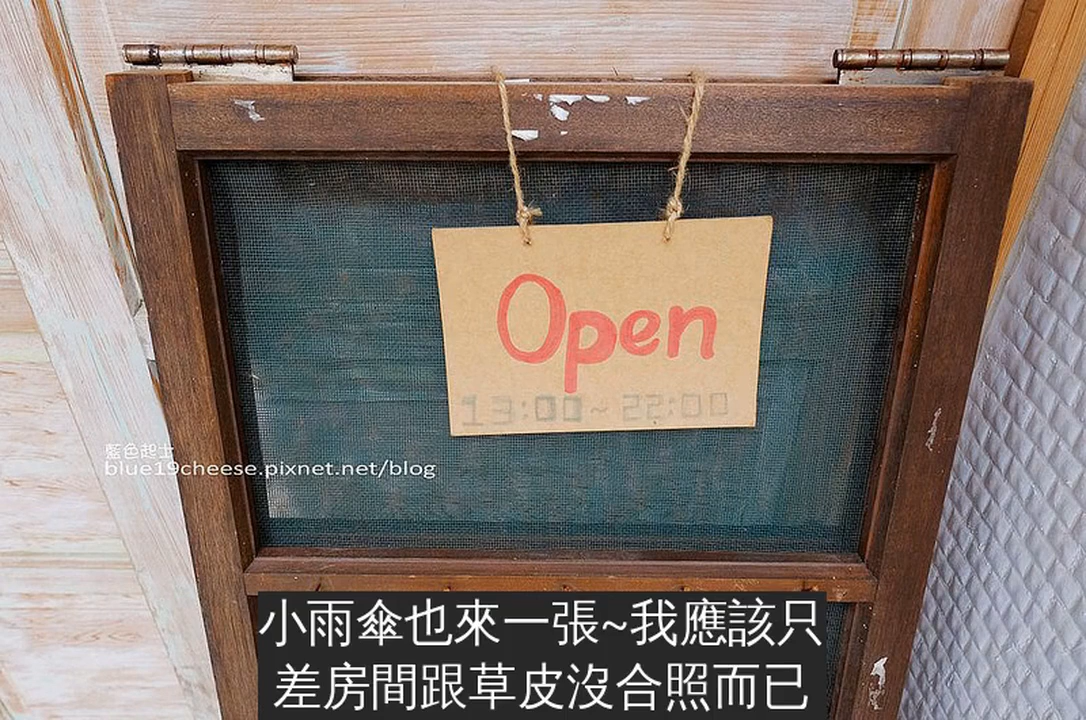 Open
13:00~22:00
藍色起士
blue19cheese.pixnet.net/blog
小雨傘也來一張~我應該只
差房間跟草皮沒合照而已